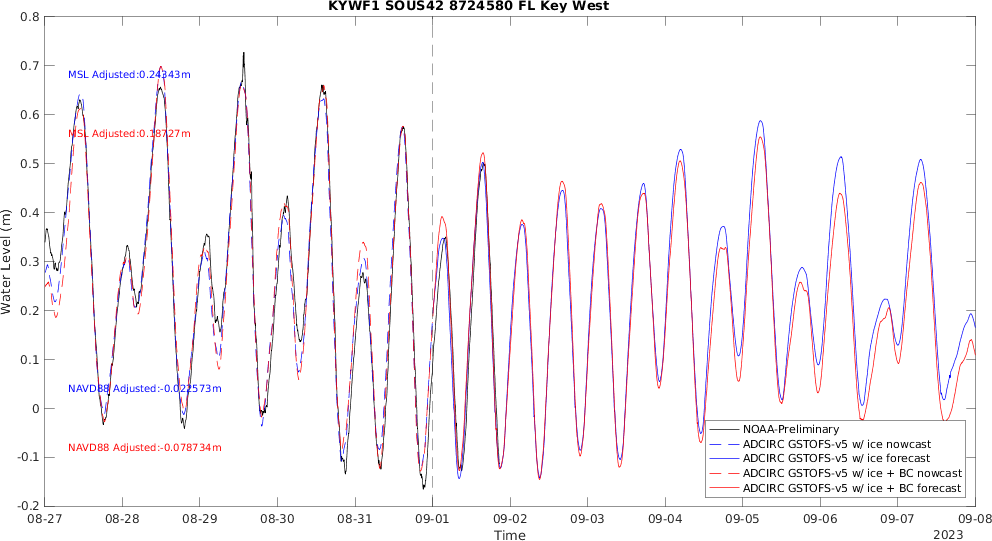 KYWF1 SOUS42 8724580 FL Key West
0.8
0.7
0.6
0.5
0.4
0.3
0.2
0.1
0
-0.1
-0.2
Water Level (m)
MSL Adjusted:0.24343m
MSL Adjusted:0.18727m
NAVD88 Adjusted:-0.022573m
NAVD88 Adjusted:-0.078734m
NOAA-Preliminary
ADCIRC GSTOFS-v5 w/ ice nowcast
ADCIRC GSTOFS-v5 w/ ice forecast
ADCIRC GSTOFS-v5 w/ ice + BC nowcast
ADCIRC GSTOFS-v5 w/ ice + BC forecast
08-27 08-28 08-29 08-30 08-31 09-01 09-02 09-03 09-04 09-05 09-06 09-07 09-08
Time
2023